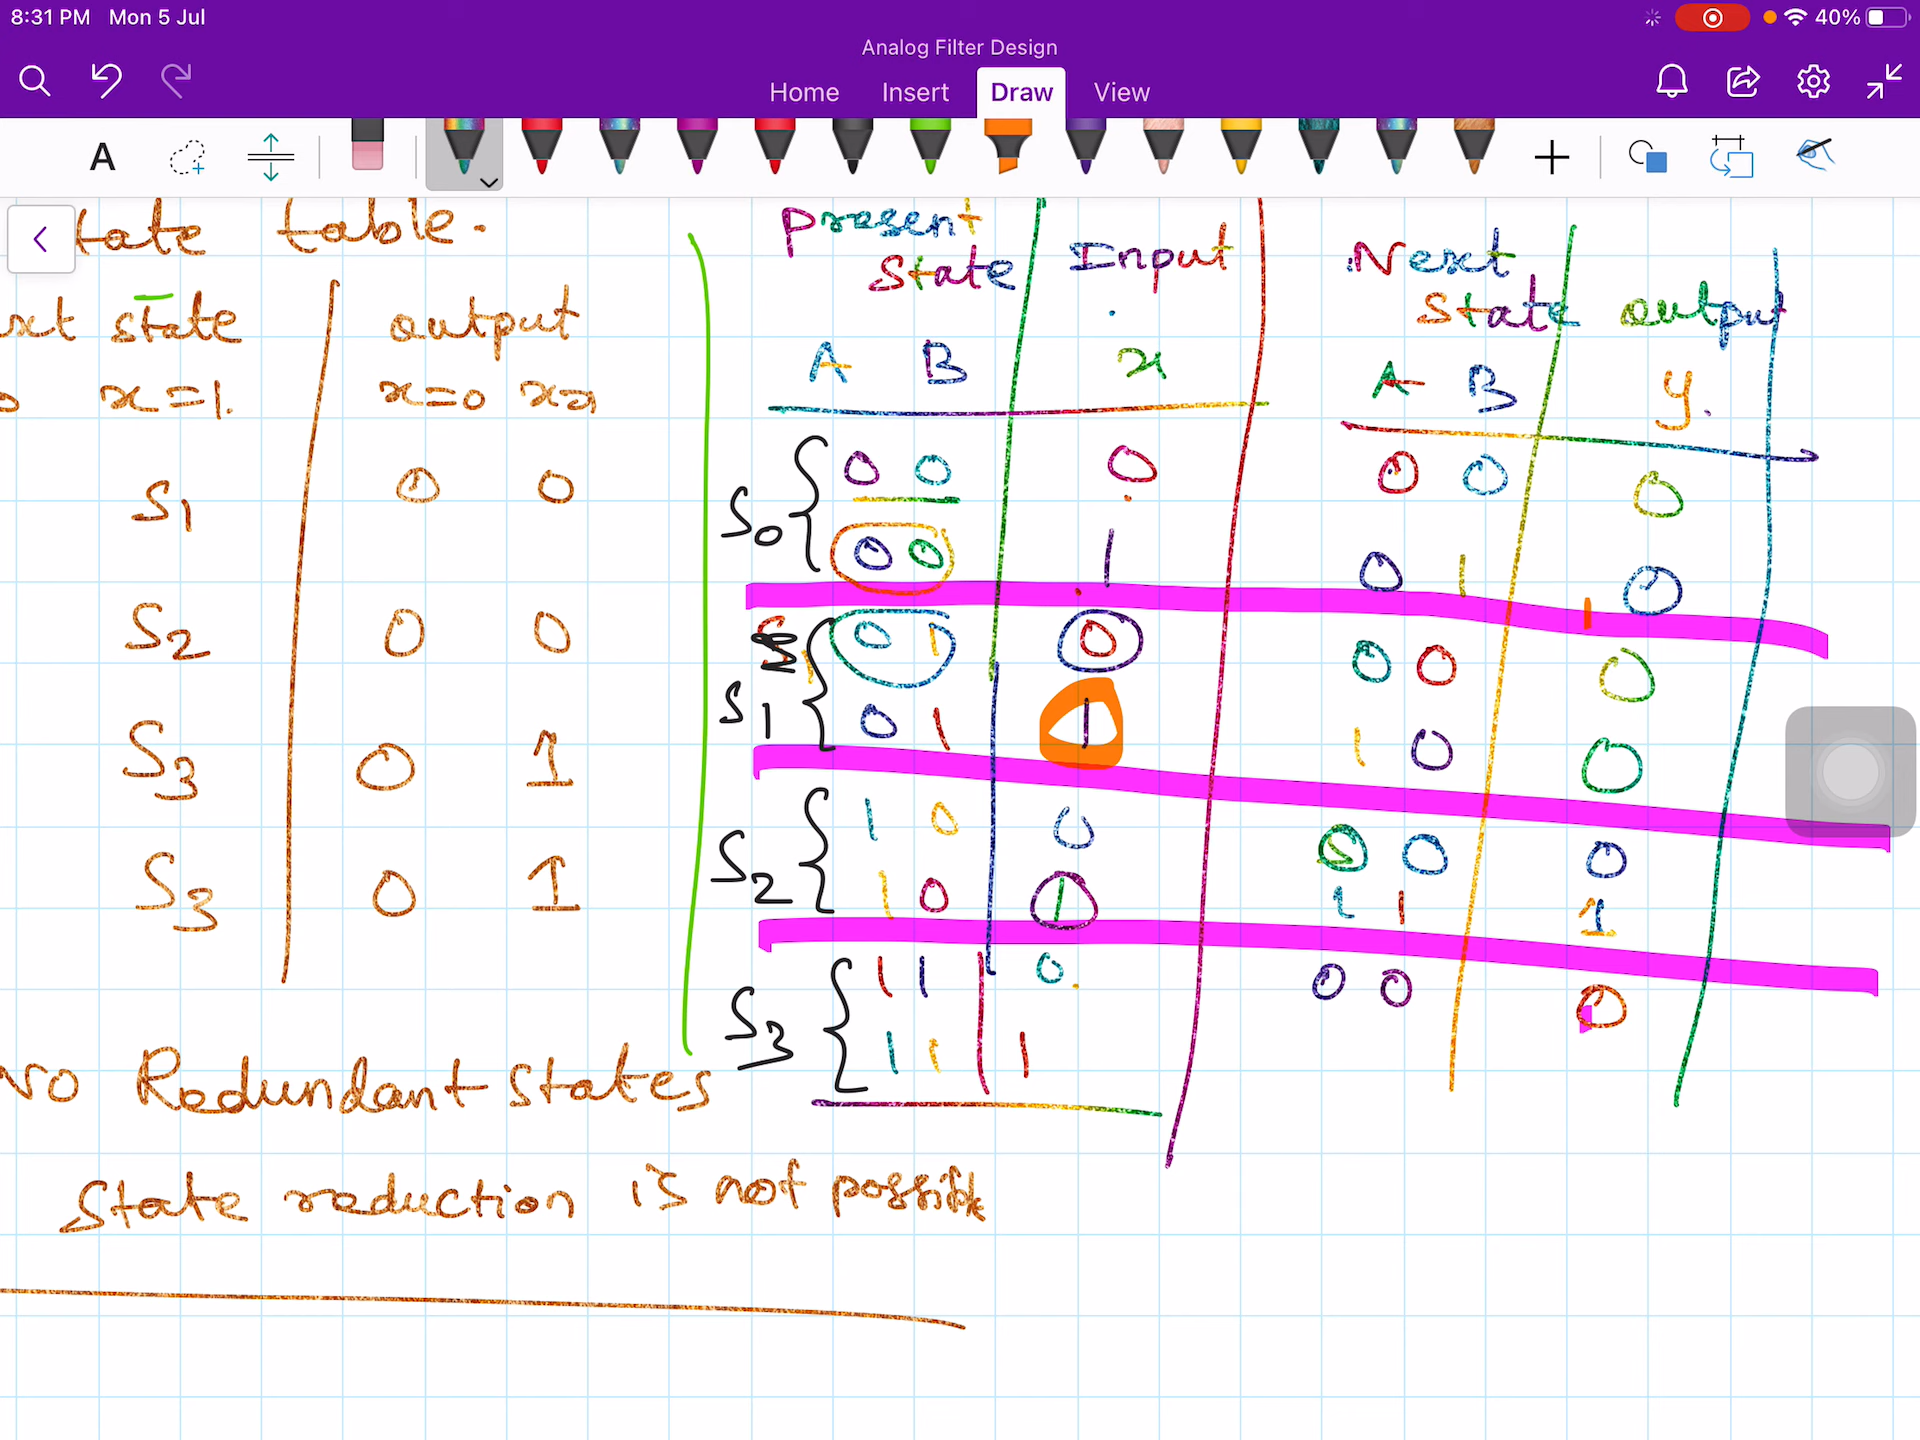 8:31 PM Mon 5 Jul
40%
Analog Filter Design
Home Insert Draw View
A
tate table.
state output
x=1. x=0
S1 0 0
S2 0 0
S3 0 1
S3 0 1
No Redundant states
State reduction is not possible
Present State Input Next State output
A B x A B y.
S0 0 0 0 0 0 0
0 0 1 0 1 0
S1 0 1 0 0 0 0
0 1 1 1 0 0
S2 1 0 0 0 0 0
1 0 1 1 1 1
S3 1 1 0 0 0 0
1 1 1